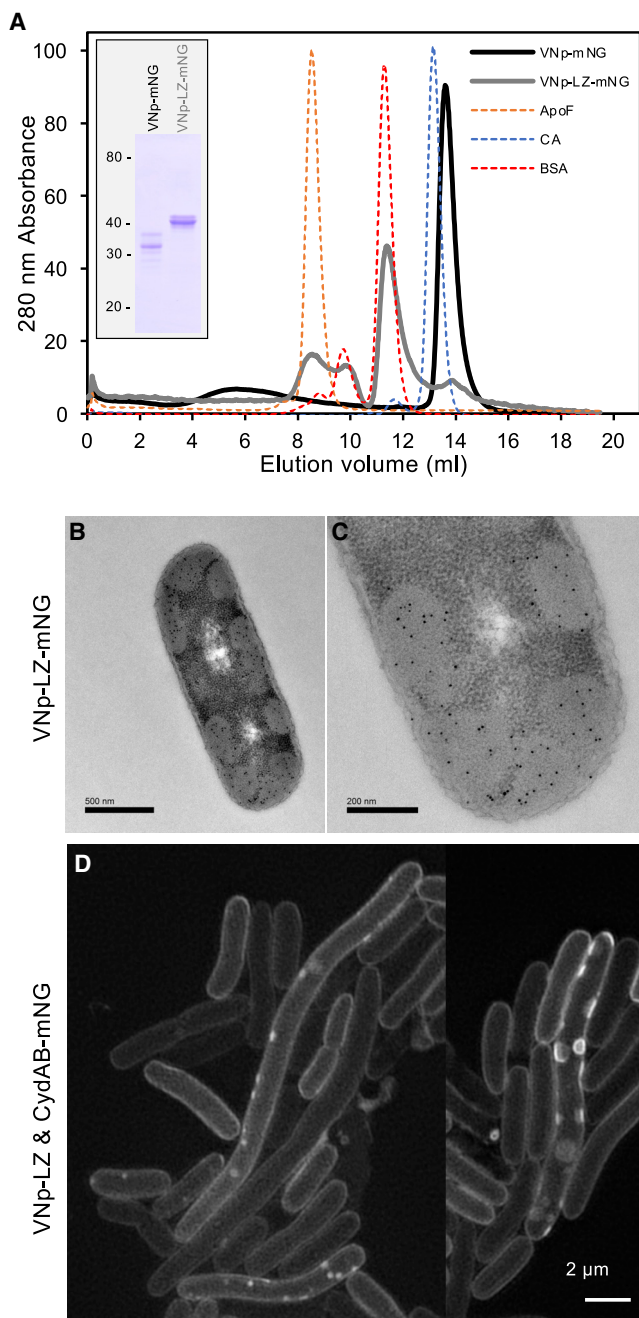 A
100
80
60
40
20
0
280 nm Absorbance
0 2 4 6 8 10 12 14 16 18 20
Elution volume (ml)
VNp-mNG
VNp-LZ-mNG
ApoF
CA
BSA
VNp-mNG
VNp-LZ-mNG
80 -
40 -
30 -
20 -
VNp-LZ-mNG
B
500 nm
C
200 nm
VNp-LZ & CydAB-mNG
D
2 µm